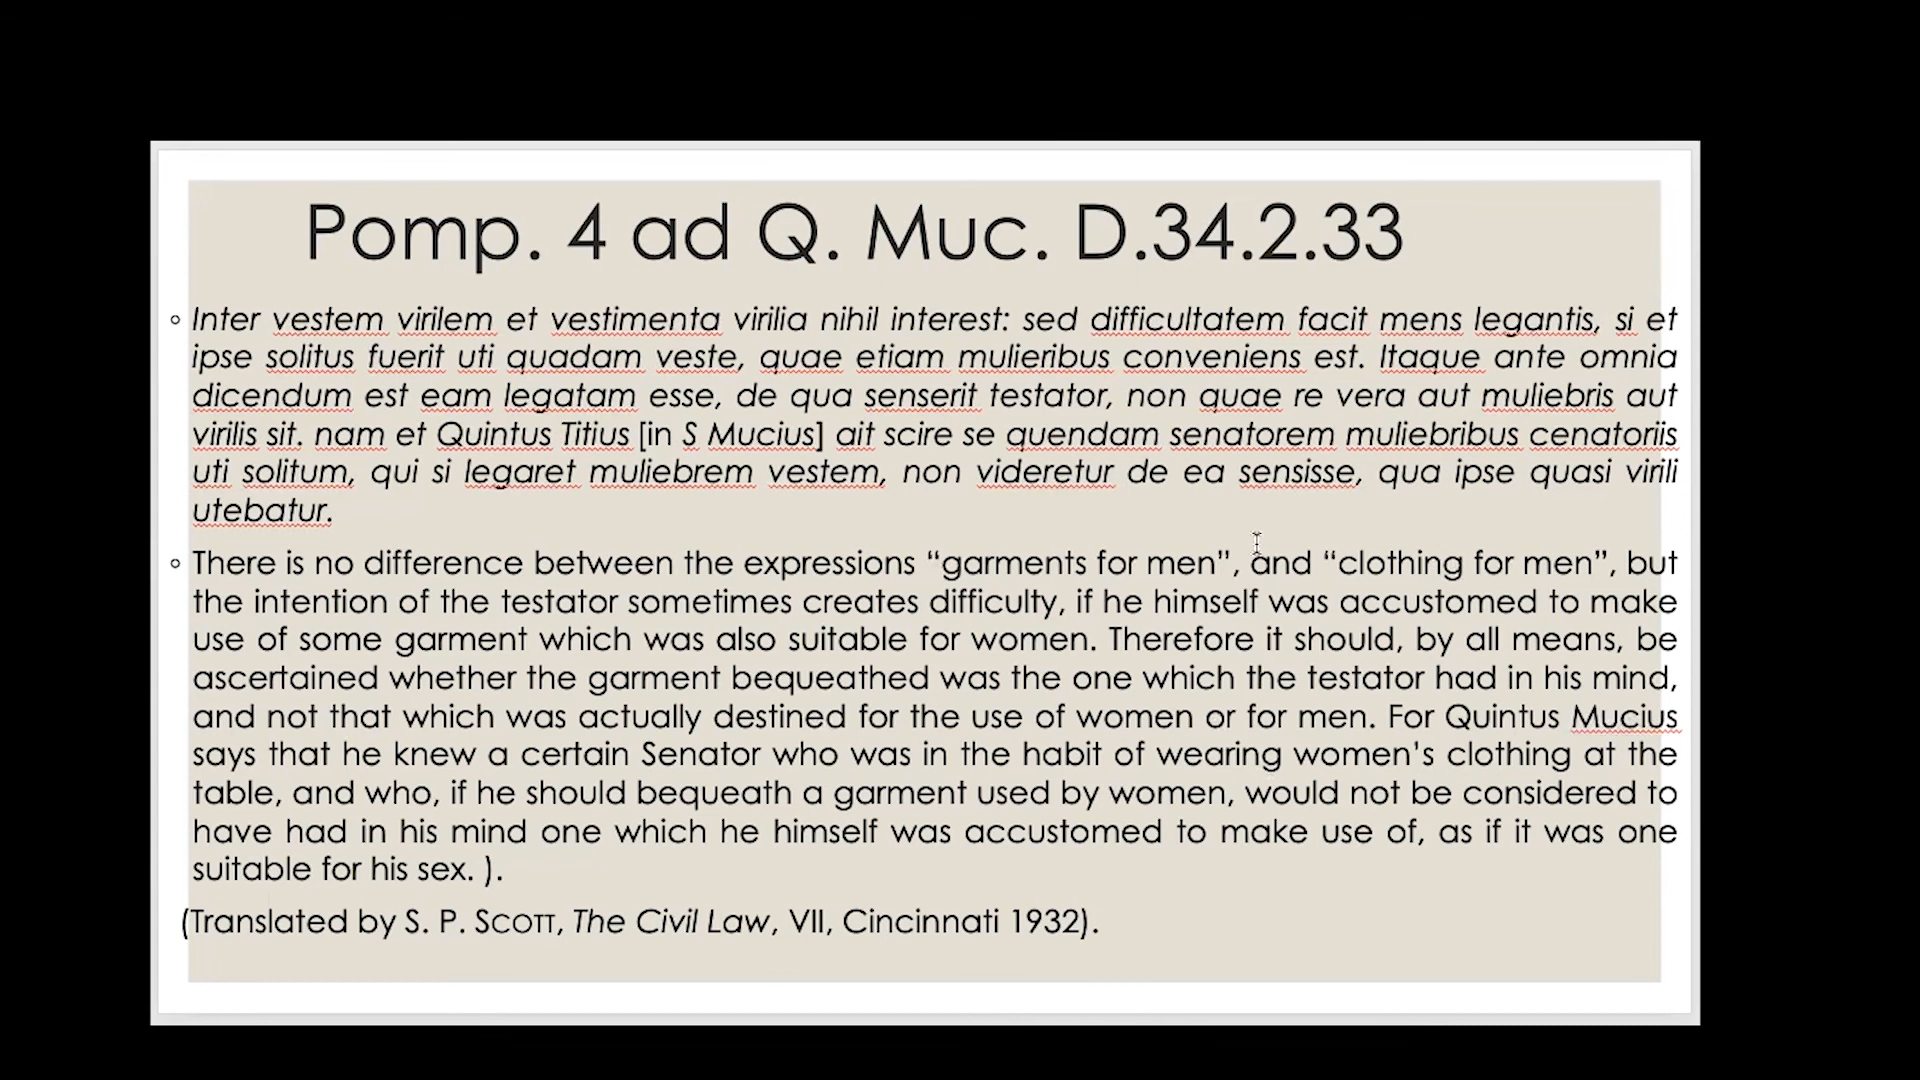 Pomp. 4 ad Q. Muc. D.34.2.33
◦ Inter vestem virilem et vestimenta virilia nihil interest: sed difficultatem facit mens legantis, si et
ipse solitus fuerit uti quadam veste, quae etiam mulieribus conveniens est. Itaque ante omnia
dicendum est eam legatam esse, de qua senserit testator, non quae re vera aut muliebris aut
virilis sit. nam et Quintus Titius [in S Mucius] ait scire se quendam senatorem muliebribus cenatoriis
uti solitum, qui si legaret muliebrem vestem, non videretur de ea sensisse, qua ipse quasi virili
utebatur.
◦ There is no difference between the expressions “garments for men”, and “clothing for men”, but
the intention of the testator sometimes creates difficulty, if he himself was accustomed to make
use of some garment which was also suitable for women. Therefore it should, by all means, be
ascertained whether the garment bequeathed was the one which the testator had in his mind,
and not that which was actually destined for the use of women or for men. For Quintus Mucius
says that he knew a certain Senator who was in the habit of wearing women’s clothing at the
table, and who, if he should bequeath a garment used by women, would not be considered to
have had in his mind one which he himself was accustomed to make use of, as if it was one
suitable for his sex. ).
(Translated by S. P. SCOTT, The Civil Law, VII, Cincinnati 1932).